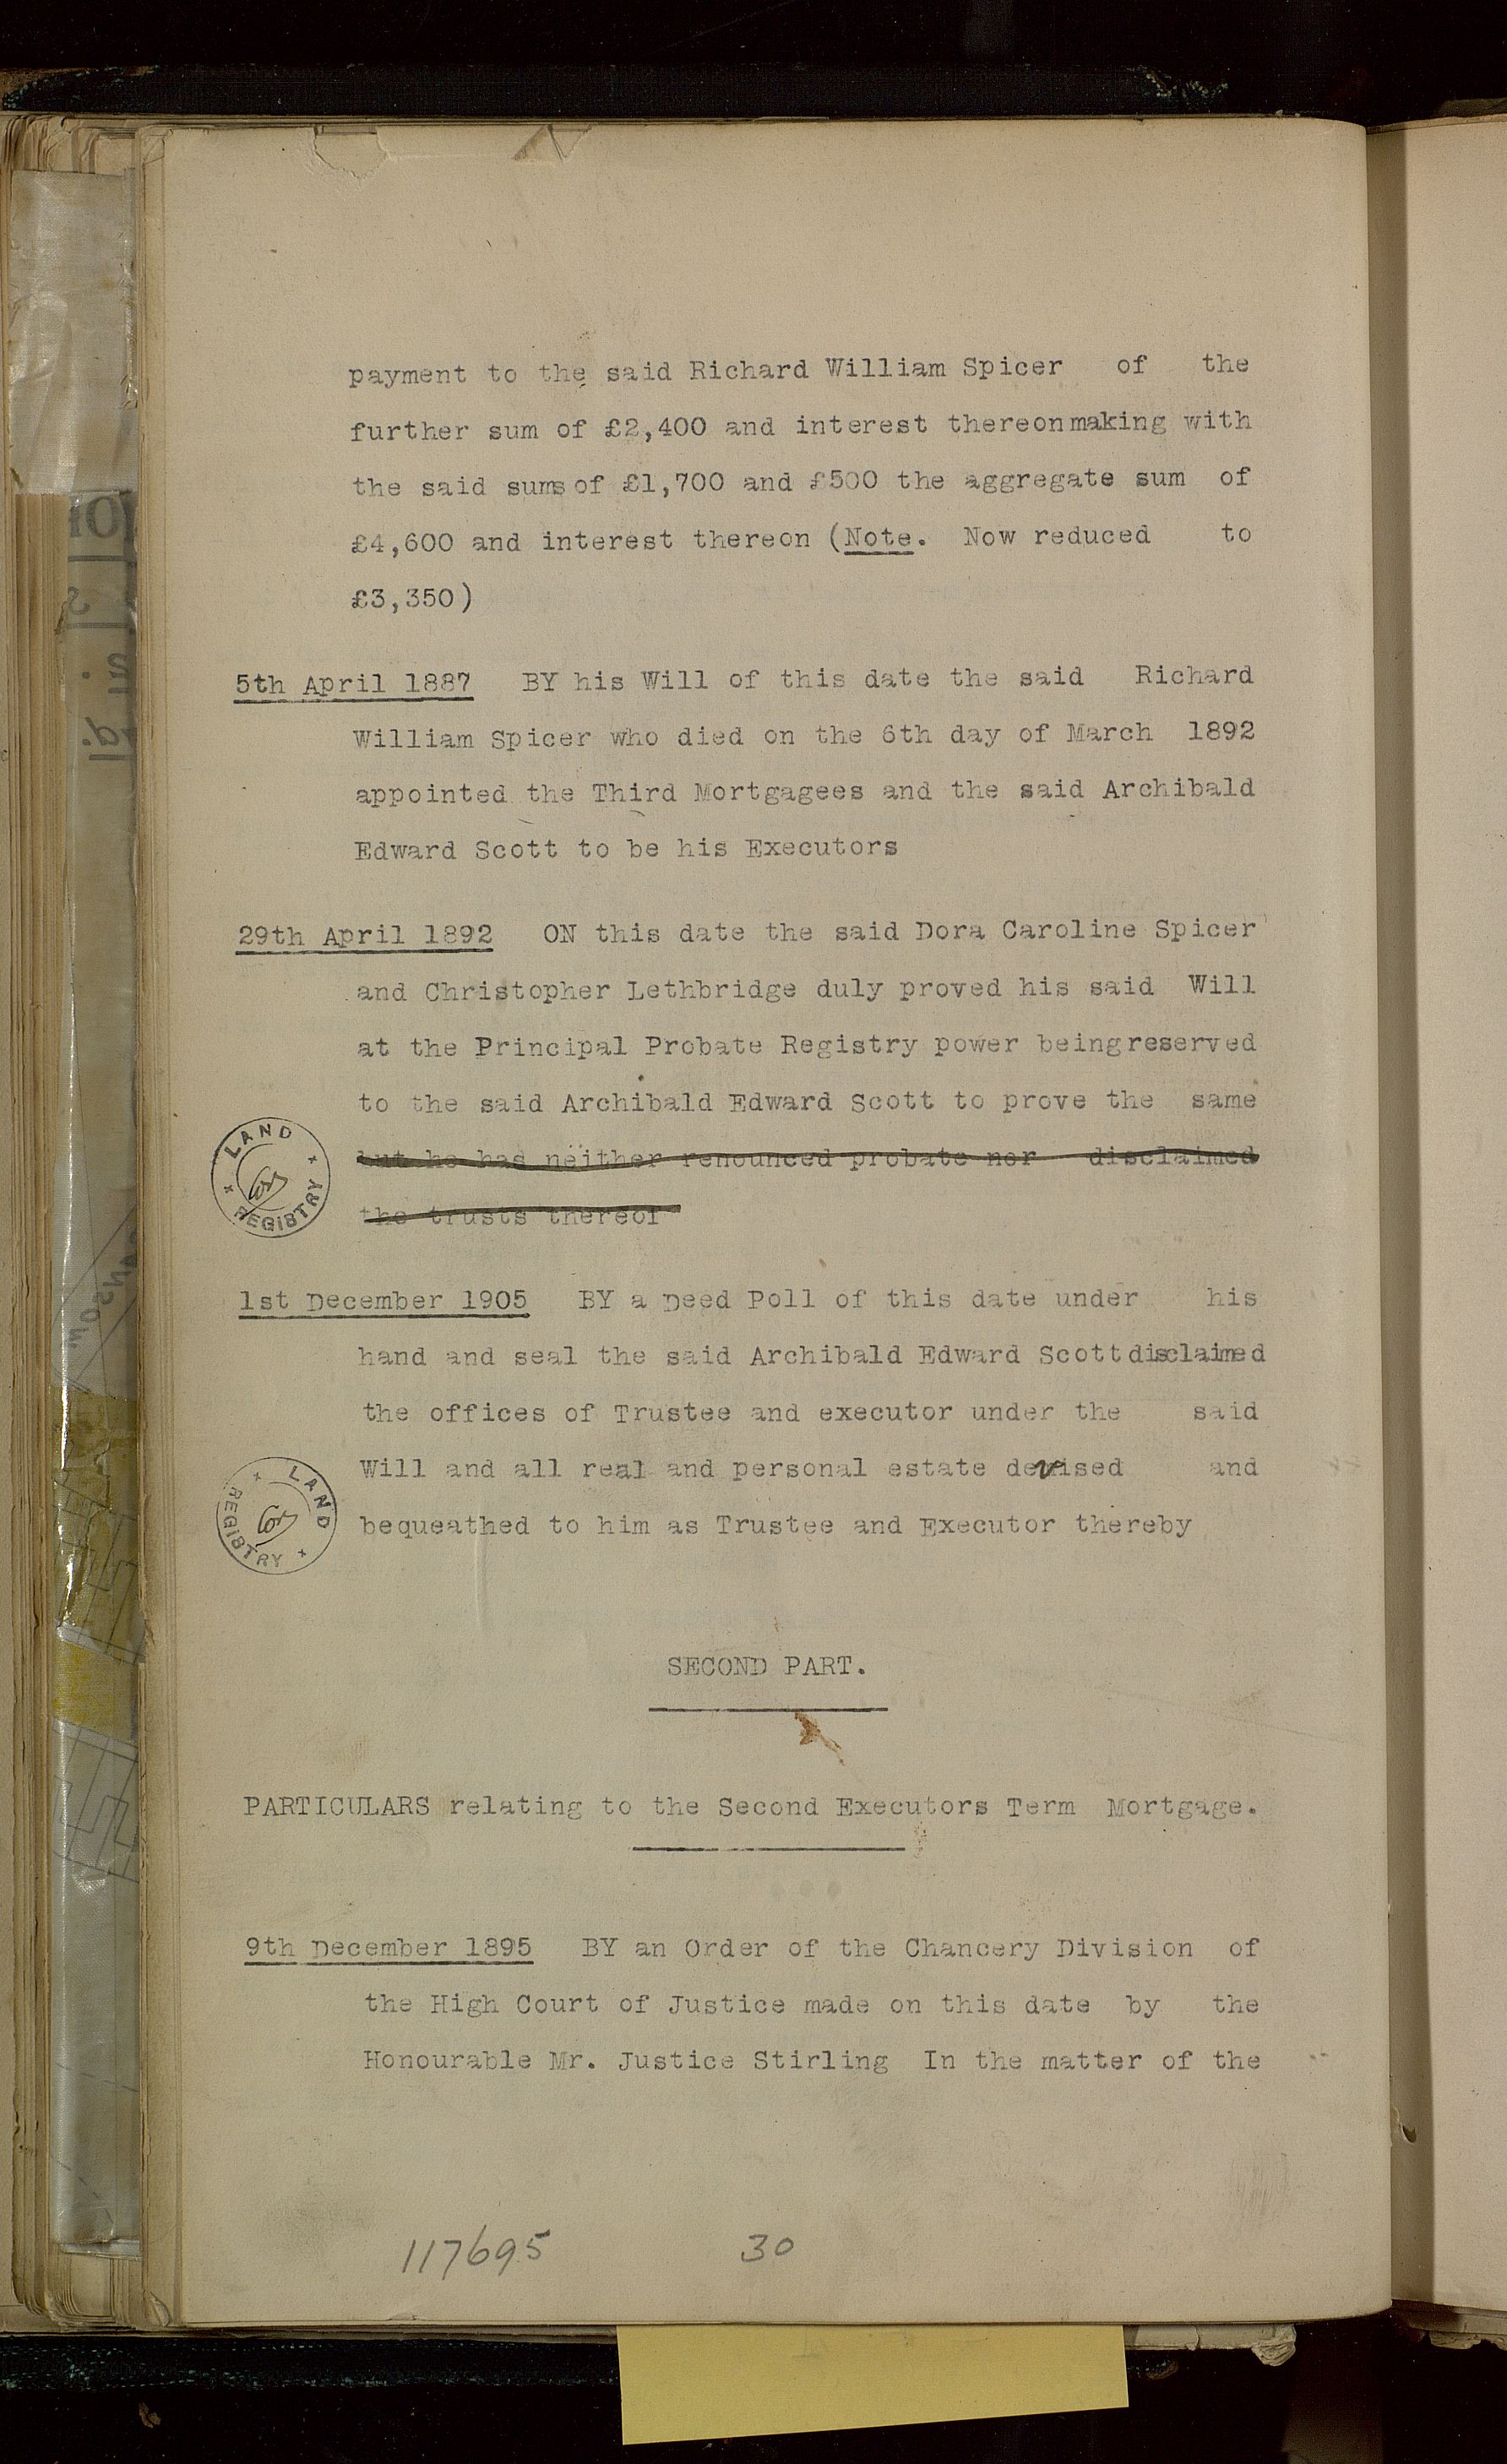 payment to the said Richard William Spicer of the
further sum of £2,400 and interest thereon making with
the said sums of £1,700 and £500 the aggregate sum of
£4,600 and interest thereon (Note. Now reduced to
£3,350)
5th April 1887 BY his Will of this date the said Richard
William Spicer who died on the 6th day of March 1892
appointed the Third Mortgagees and the said Archibald
Edward Scott to be his Executors
29th April 1892 ON this date the said Dora Caroline Spicer
and Christopher Lethbridge duly proved his said Will
at the Principal Probate Registry power being reserved
to the said Archibald Edward Scott to prove the same
but he has neither renounced probate nor disclaimed
the trusts thereof
LAND REGISTRY
1st December 1905 BY a Deed Poll of this date under his
hand and seal the said Archibald Edward Scott disclaimed
the offices of Trustee and executor under the said
Will and all real and personal estate devised and
bequeathed to him as Trustee and Executor thereby
LAND REGISTRY
SECOND PART.
PARTICULARS relating to the Second Executors Term Mortgage.
9th December 1895 BY an Order of the Chancery Division of
the High Court of Justice made on this date by the
Honourable Mr. Justice Stirling In the matter of the
117695 30